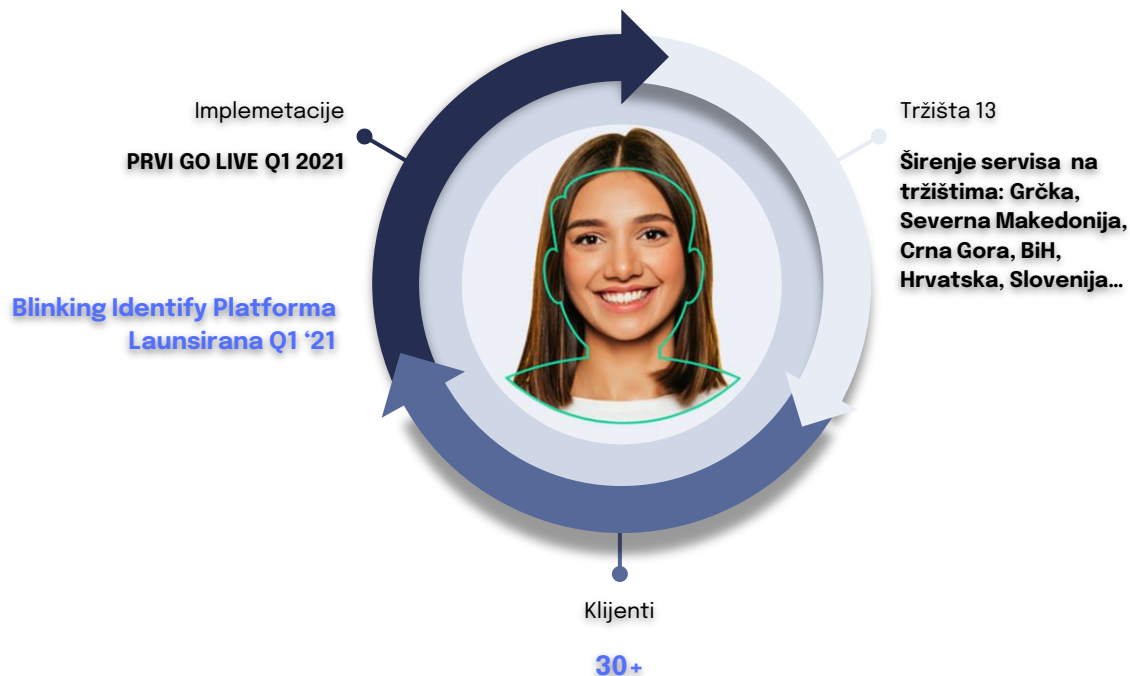 Implemetacije
PRVI GO LIVE Q1 2021
Blinking Identify Platforma
Launsirana Q1 ‘21
Tržišta 13
Širenje servisa na
tržištima: Grčka,
Severna Makedonija,
Crna Gora, BiH,
Hrvatska, Slovenija...
Klijenti
30+